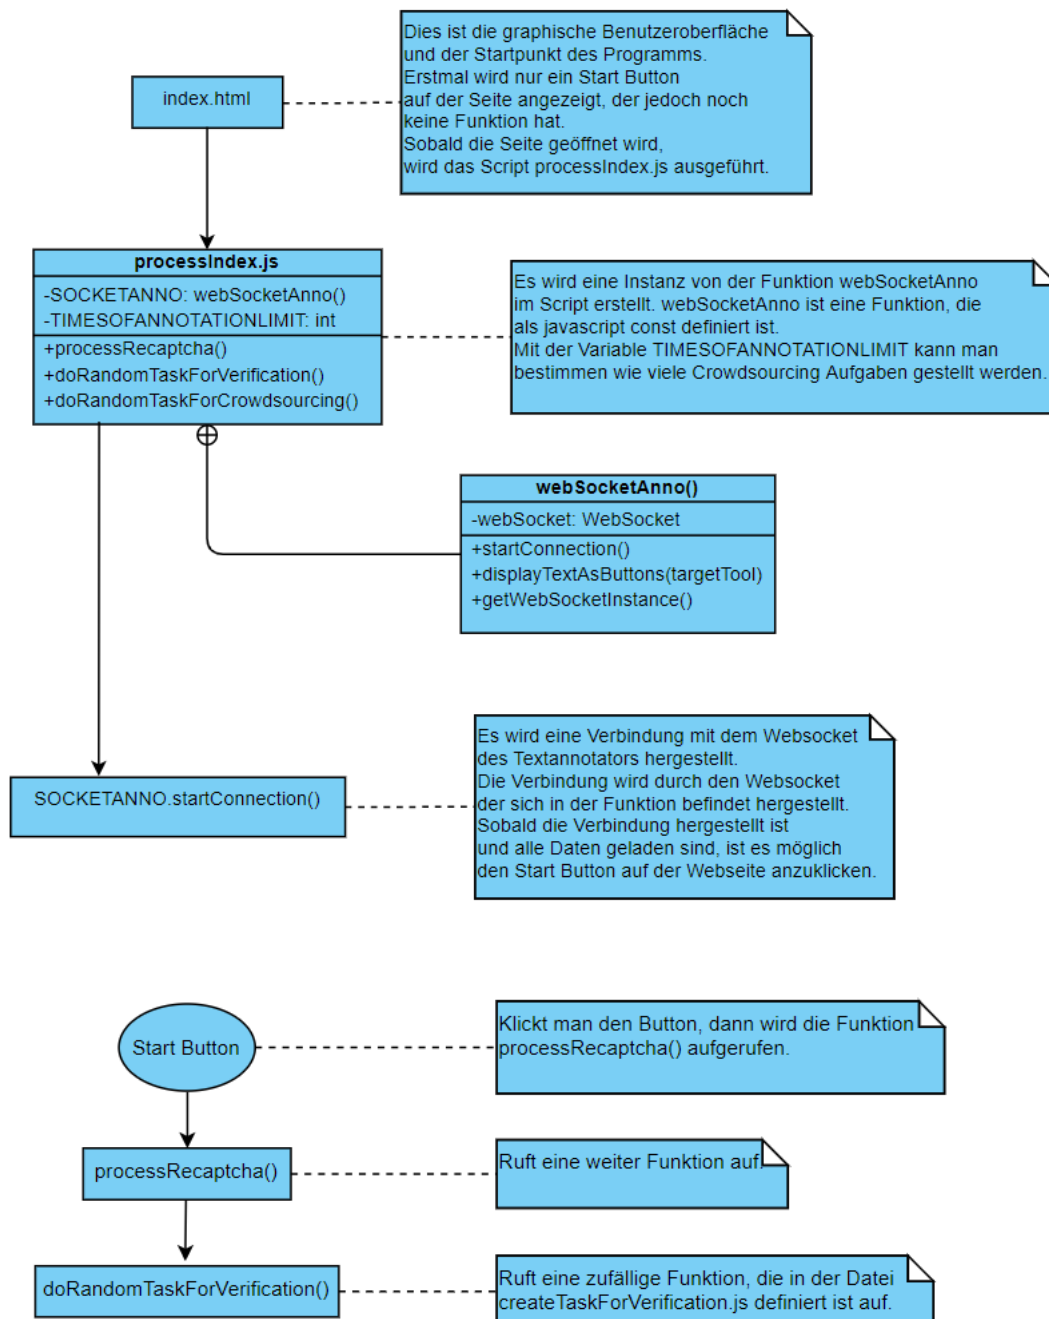 Dies ist die graphische Benutzeroberfläche
und der Startpunkt des Programms.
Erstmal wird nur ein Start Button
auf der Seite angezeigt, der jedoch noch
keine Funktion hat.
Sobald die Seite geöffnet wird,
wird das Script processIndex.js ausgeführt.
index.html
processIndex.js
-SOCKETANNO: webSocketAnno()
-TIMESOFANNOTATIONLIMIT: int
+processRecaptcha()
+doRandomTaskForVerification()
+doRandomTaskForCrowdsourcing()
Es wird eine Instanz von der Funktion webSocketAnno
im Script erstellt. webSocketAnno ist eine Funktion, die
als javascript const definiert ist.
Mit der Variable TIMESOFANNOTATIONLIMIT kann man
bestimmen wie viele Crowdsourcing Aufgaben gestellt werden.
webSocketAnno()
-webSocket: WebSocket
+startConnection()
+displayTextAsButtons(targetTool)
+getWebSocketInstance()
SOCKETANNO.startConnection()
Es wird eine Verbindung mit dem Websocket
des Textannotators hergestellt.
Die Verbindung wird durch den Websocket
der sich in der Funktion befindet hergestellt.
Sobald die Verbindung hergestellt ist
und alle Daten geladen sind, ist es möglich
den Start Button auf der Webseite anzuklicken.
Start Button
Klickt man den Button, dann wird die Funktion
processRecaptcha() aufgerufen.
processRecaptcha()
Ruft eine weiter Funktion auf.
doRandomTaskForVerification()
Ruft eine zufällige Funktion, die in der Datei
createTaskForVerification.js definiert ist auf.